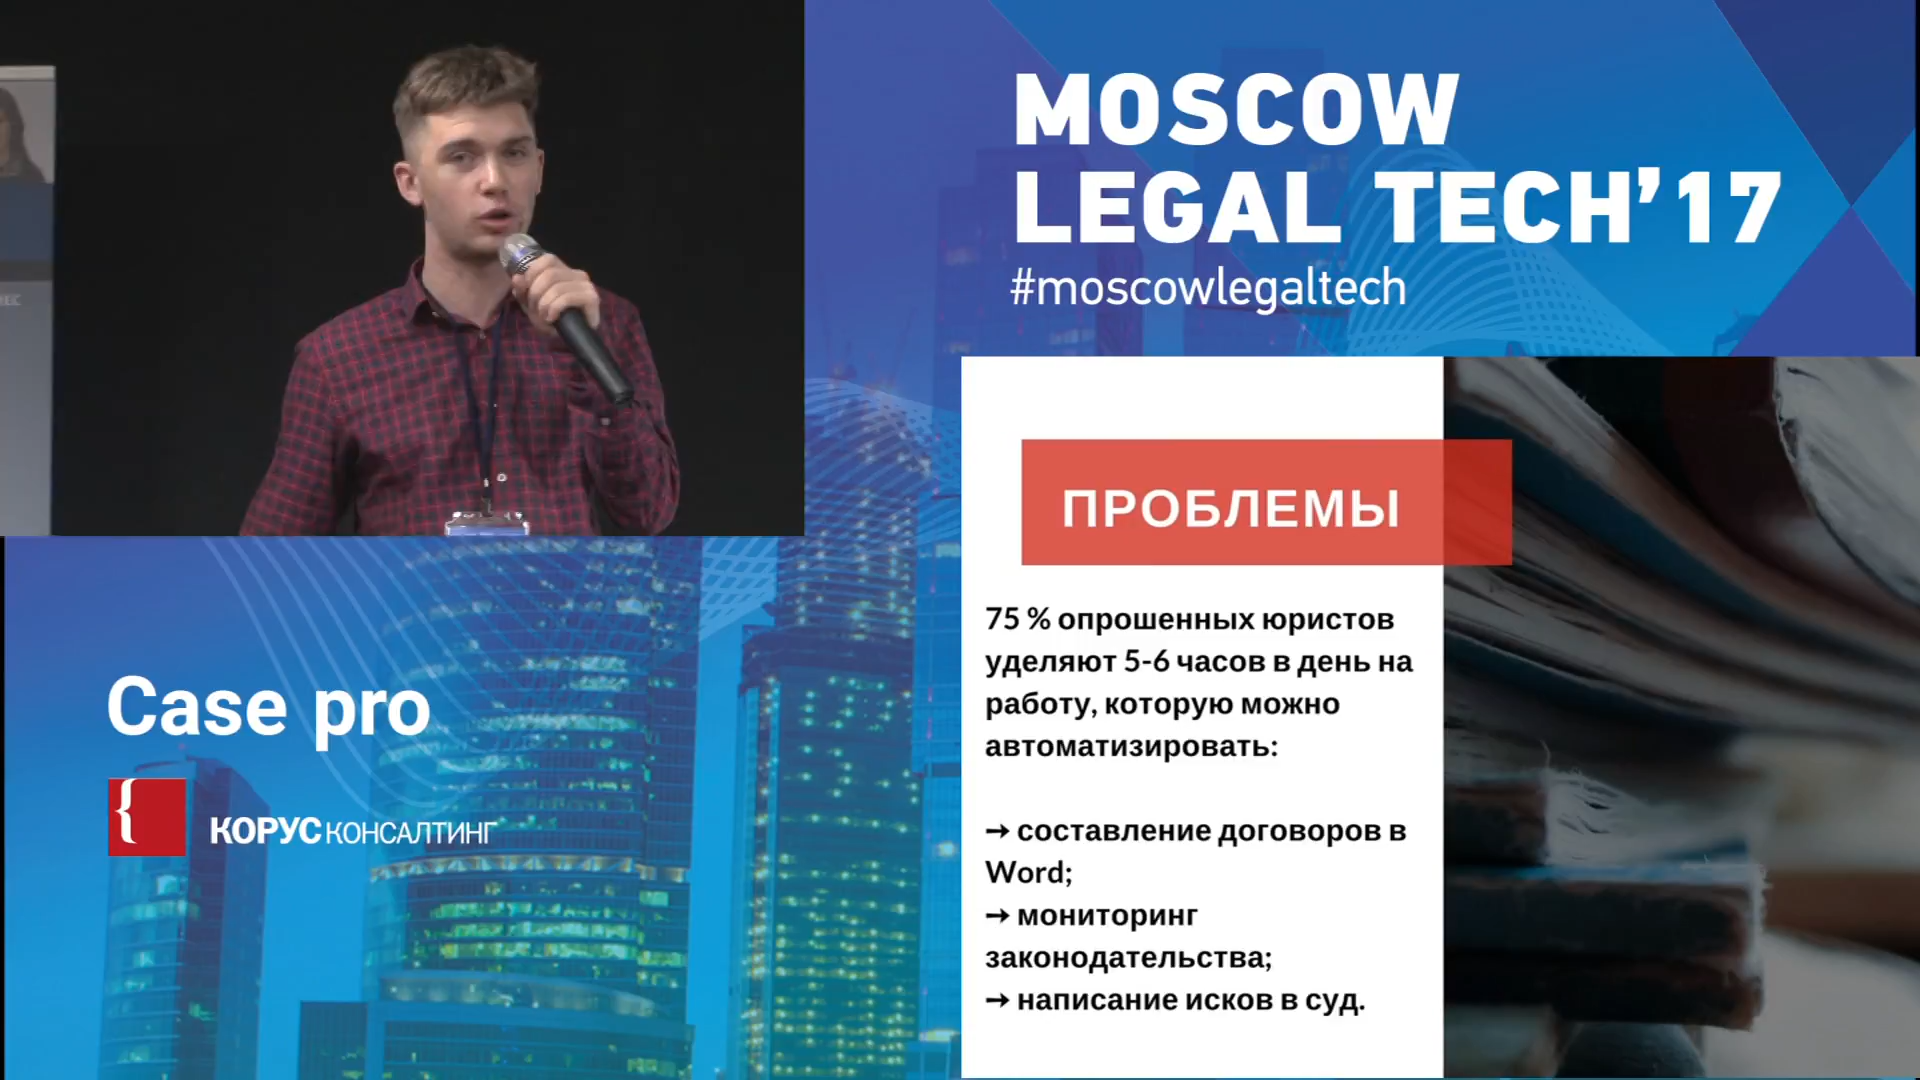 MOSCOW
LEGAL TECH’17
#moscowlegaltech
ПРОБЛЕМЫ
75 % опрошенных юристов
уделяют 5-6 часов в день на
работу, которую можно
автоматизировать:
→ составление договоров в
Word;
→ мониторинг
законодательства;
→ написание исков в суд.
Case pro
КОРУС КОНСАЛТИНГ